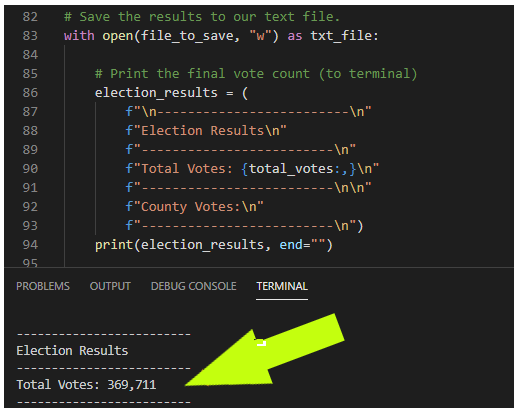 82 # Save the results to our text file.
83 with open(file_to_save, "w") as txt_file:
84
85 # Print the final vote count (to terminal)
86 election_results = (
87 f"\n-------------------------\n"
88 f"Election Results\n"
89 f"-------------------------\n"
90 f"Total Votes: {total_votes:,}\n"
91 f"-------------------------\n\n"
92 f"County Votes:\n"
93 f"-------------------------\n")
94 print(election_results, end="")
95
PROBLEMS OUTPUT DEBUG CONSOLE TERMINAL
-------------------------
Election Results
-------------------------
Total Votes: 369,711
-------------------------